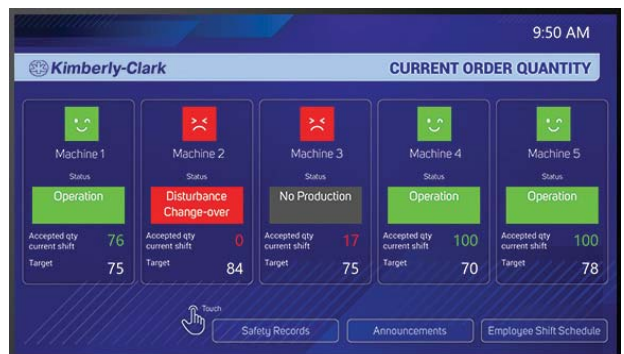 9:50 AM
Kimberly-Clark
CURRENT ORDER QUANTITY
Machine 1
Status
Operation
Accepted qty
current shift
76
Target
75
Machine 2
Status
Disturbance
Change-over
Accepted qty
current shift
0
Target
84
Machine 3
Status
No Production
Accepted qty
current shift
17
Target
75
Machine 4
Status
Operation
Accepted qty
current shift
100
Target
70
Machine 5
Status
Operation
Accepted qty
current shift
100
Target
78
Touch
Safety Records
Announcements
Employee Shift Schedule